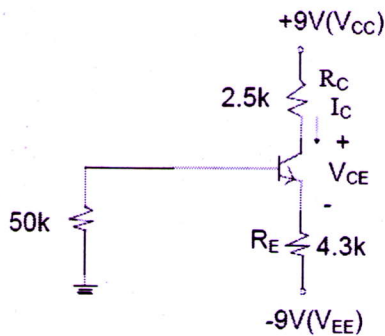 +9V(VCC)
2.5k
RC
IC
+
VCE
-
50k
RE
4.3k
-9V(VEE)